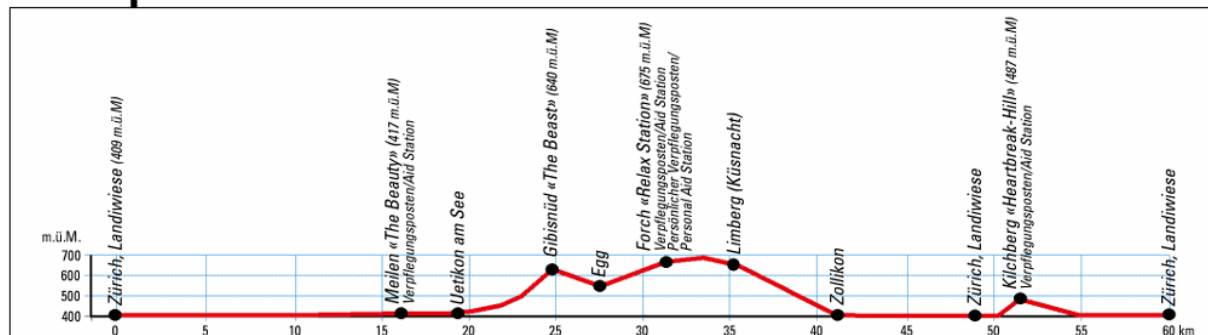 Zürich, Landiwiese (409 m.ü.M)
Meilen «The Beauty» (417 m.ü.M)
Verpflegungsposten/Aid Station
Uetikon am See
Gibisnüd «The Beast» (640 m.ü.M)
Egg
Forch «Relax Station» (675 m.ü.M)
Verpflegungsposten/Aid Station
Persönlicher Verpflegungsposten/
Personal Aid Station
Limberg (Küsnacht)
Zollikon
Zürich, Landiwiese
Kilchberg «Heartbreak-Hill» (487 m.ü.M)
Verpflegungsposten/Aid Station
Zürich, Landiwiese
m.ü.M.
700
600
500
400
0 5 10 15 20 25 30 35 40 45 50 55 60 km